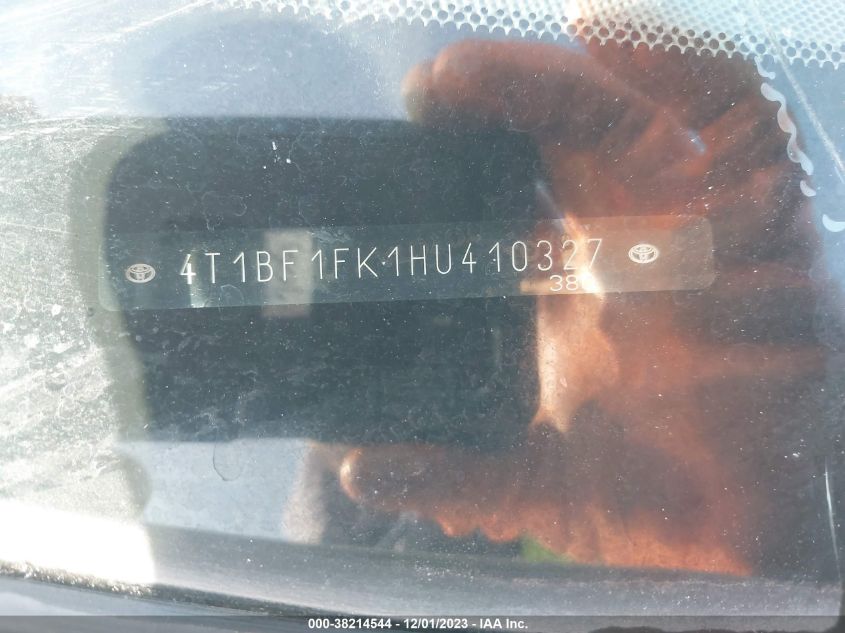 4T1BF1FK1HU410327
38
000-38214544 - 12/01/2023 - IAA Inc.